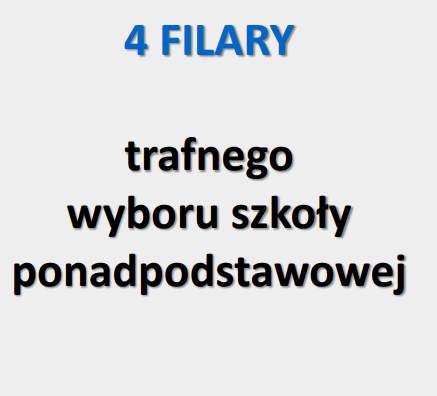 4 FILARY
trafnego
wyboru szkoły
ponadpodstawowej